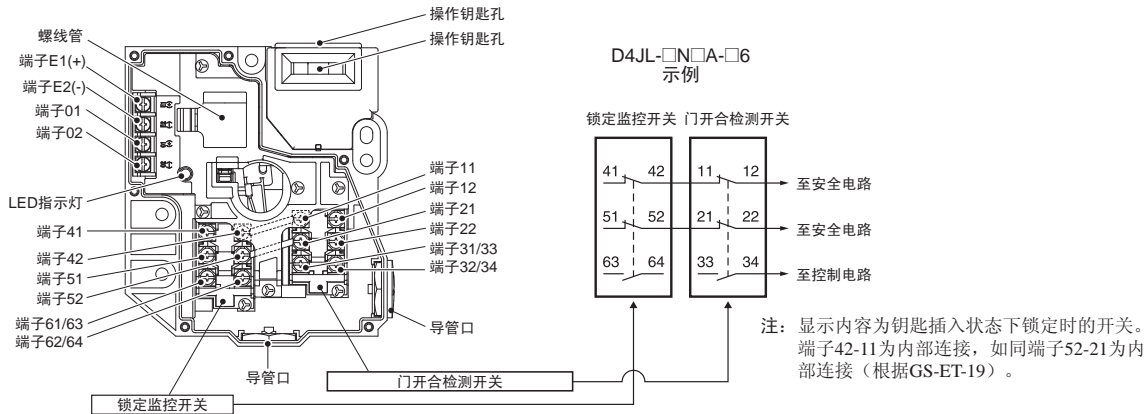 操作钥匙孔
操作钥匙孔
螺线管
端子E1(+)
端子E2(-)
端子01
端子02
LED指示灯
端子41
端子42
端子51
端子52
端子61/63
端子62/64
端子11
端子12
端子21
端子22
端子31/33
端子32/34
导管口
导管口
门开合检测开关
锁定监控开关
D4JL-□N□A-□6
示例
锁定监控开关 门开合检测开关
41 42 11 12 至安全电路
51 52 21 22 至安全电路
63 64 33 34 至控制电路
注：显示内容为钥匙插入状态下锁定时的开关。
端子42-11为内部连接，如同端子52-21为内
部连接（根据GS-ET-19）。